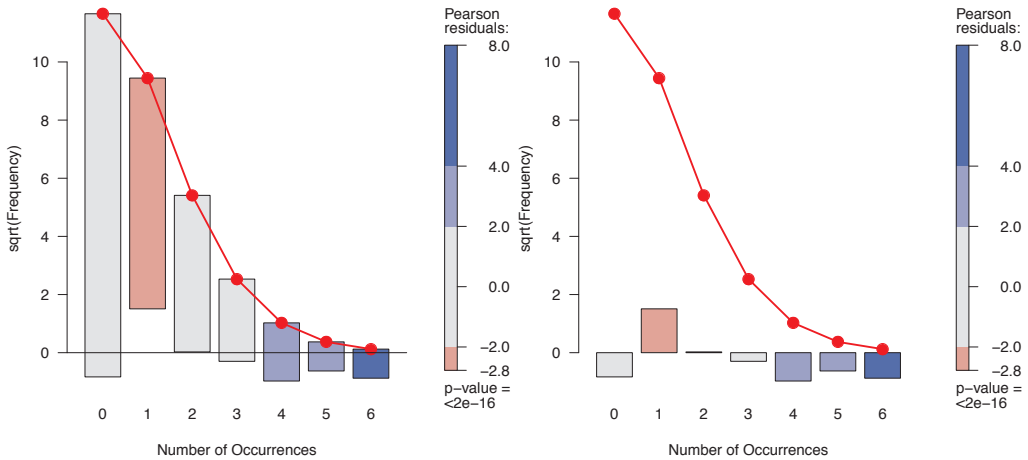 Pearson
residuals:
8.0
4.0
2.0
0.0
−2.0
−2.8
p−value =
<2e−16
sqrt(Frequency)
10
8
6
4
2
0
0 1 2 3 4 5 6
Number of Occurrences
Pearson
residuals:
8.0
4.0
2.0
0.0
−2.0
−2.8
p−value =
<2e−16
sqrt(Frequency)
10
8
6
4
2
0
0 1 2 3 4 5 6
Number of Occurrences